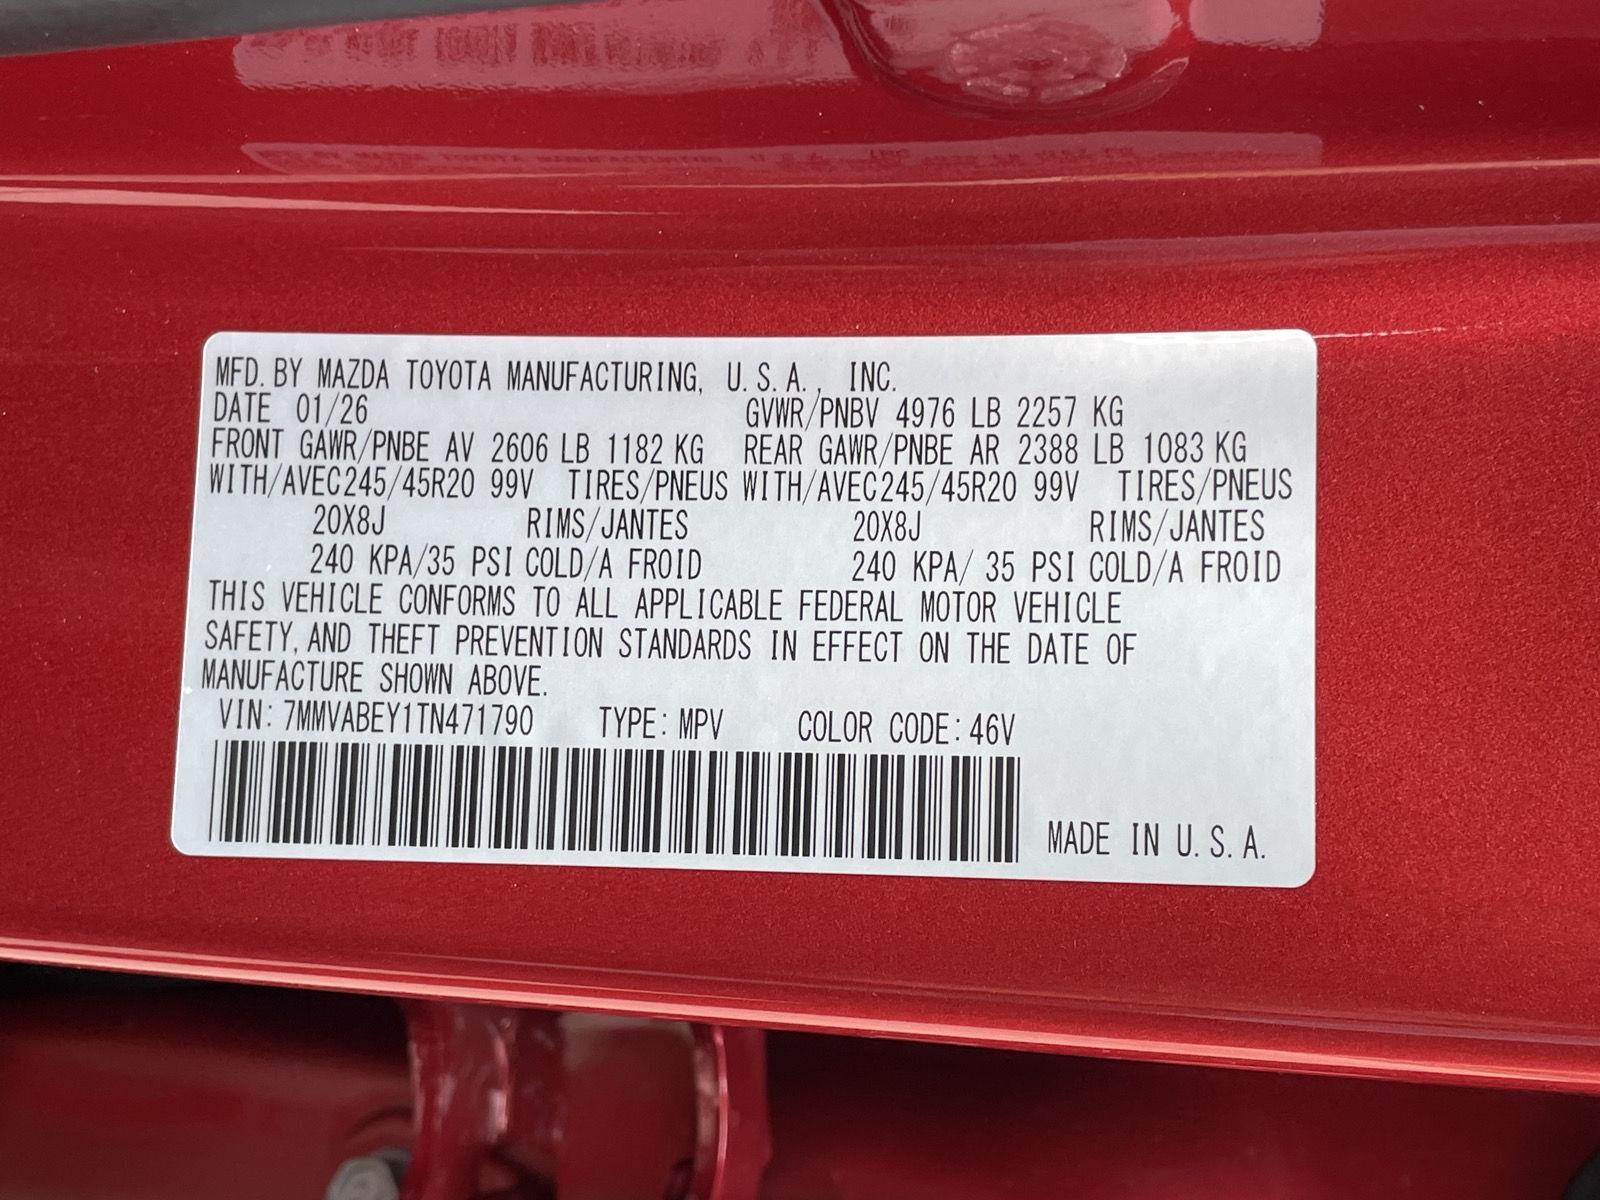 MFD. BY MAZDA TOYOTA MANUFACTURING, U.S.A., INC.
DATE 01/26 GVWR/PNBV 4976 LB 2257 KG
FRONT GAWR/PNBE AV 2606 LB 1182 KG REAR GAWR/PNBE AR 2388 LB 1083 KG
WITH/AVEC245/45R20 99V TIRES/PNEUS WITH/AVEC245/45R20 99V TIRES/PNEUS
20X8J RIMS/JANTES 20X8J RIMS/JANTES
240 KPA/35 PSI COLD/A FROID 240 KPA/ 35 PSI COLD/A FROID
THIS VEHICLE CONFORMS TO ALL APPLICABLE FEDERAL MOTOR VEHICLE
SAFETY, AND THEFT PREVENTION STANDARDS IN EFFECT ON THE DATE OF
MANUFACTURE SHOWN ABOVE.
VIN: 7MMVABEY1TN471790 TYPE: MPV COLOR CODE: 46V
MADE IN U.S.A.